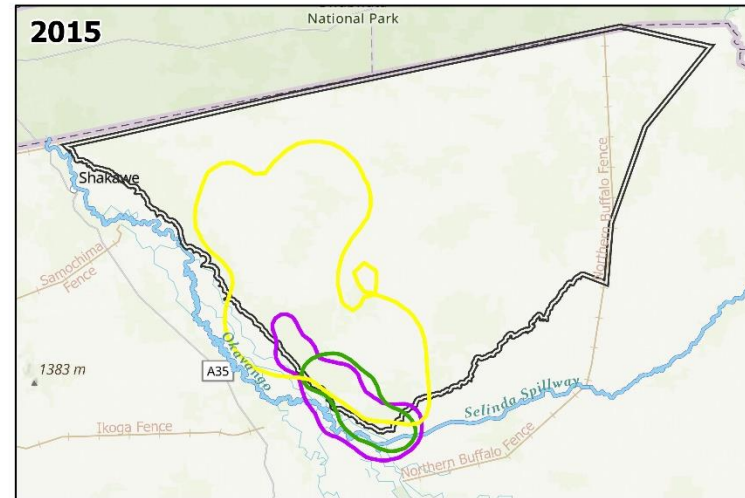 2015
National Park
Shakawe
Samochima
Fence
Northern Buffalo Fence
1383 m
A35
Okavango
Selinda Spillway
Ikoga Fence
Northern Buffalo Fence